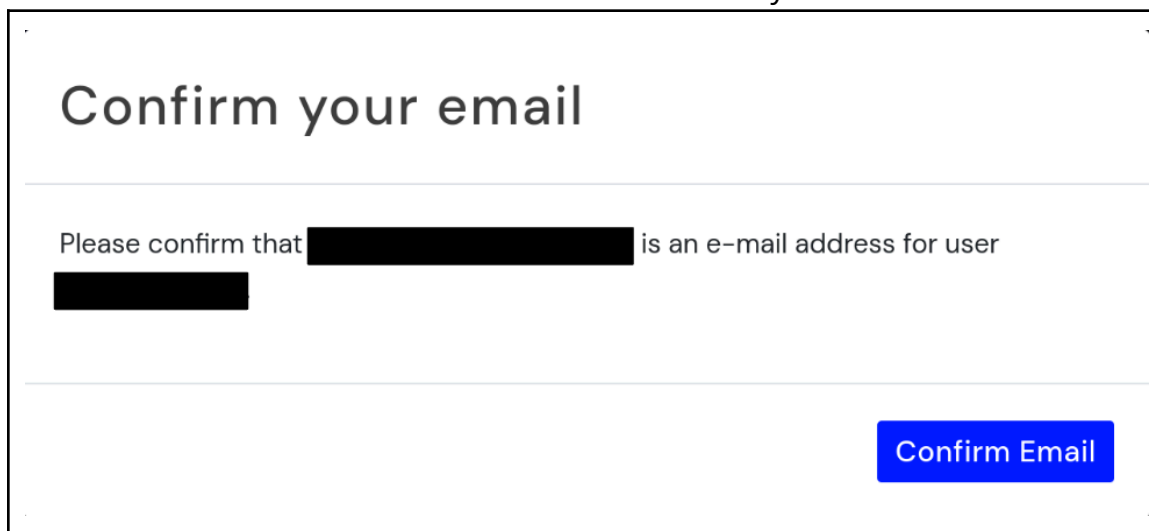 Confirm your email
Please confirm that is an e-mail address for user
Confirm Email